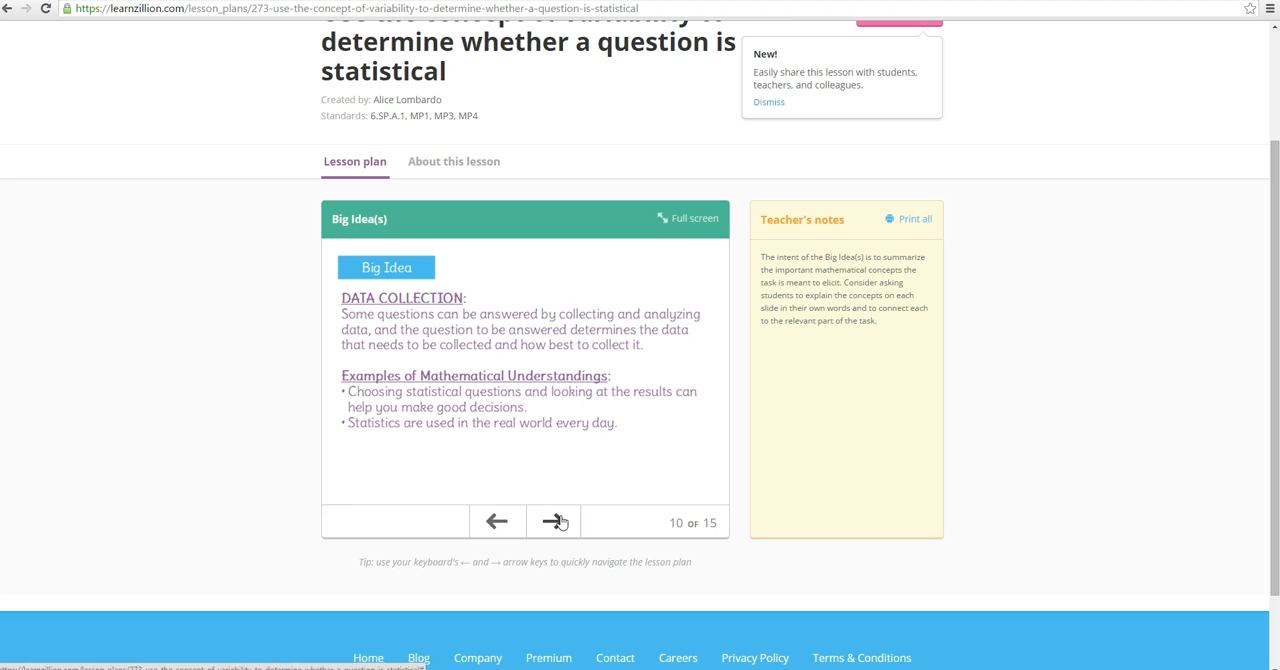 https://learnzillion.com/lesson_plans/273-use-the-concept-of-variability-to-determine-whether-a-question-is-statistical
determine whether a question is
statistical
Created by: Alice Lombardo
Standards: 6.SP.A.1, MP1, MP3, MP4
New!
Easily share this lesson with students,
teachers, and colleagues.
Dismiss
Lesson plan About this lesson
Big Idea(s) Full screen
Big Idea
DATA COLLECTION:
Some questions can be answered by collecting and analyzing
data, and the question to be answered determines the data
that needs to be collected and how best to collect it.
Examples of Mathematical Understandings:
• Choosing statistical questions and looking at the results can
help you make good decisions.
• Statistics are used in the real world every day.
10 OF 15
Teacher's notes Print all
The intent of the Big Idea(s) is to summarize
the important mathematical concepts the
task is meant to elicit. Consider asking
students to explain the concepts on each
slide in their own words and to connect each
to the relevant part of the task.
Tip: use your keyboard's ← and → arrow keys to quickly navigate the lesson plan
Home Blog Company Premium Contact Careers Privacy Policy Terms & Conditions